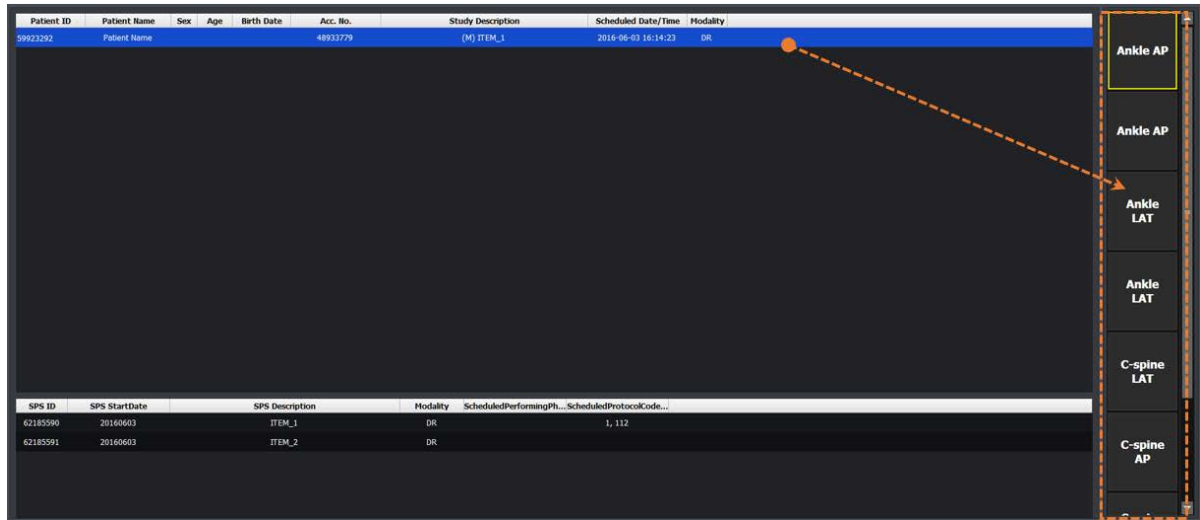 Patient ID Patient Name Sex Age Birth Date Acc. No. Study Description Scheduled Date/Time Modality
59923292 Patient Name 48933779 (M) ITEM_1 2016-06-03 16:14:23 DR
SPS ID SPS StartDate SPS Description Modality ScheduledPerformingPh... ScheduledProtocolCode...
62185590 20160603 ITEM_1 DR 1, 112
62185591 20160603 ITEM_2 DR
Ankle AP
Ankle AP
Ankle
LAT
Ankle
LAT
C-spine
LAT
C-spine
AP